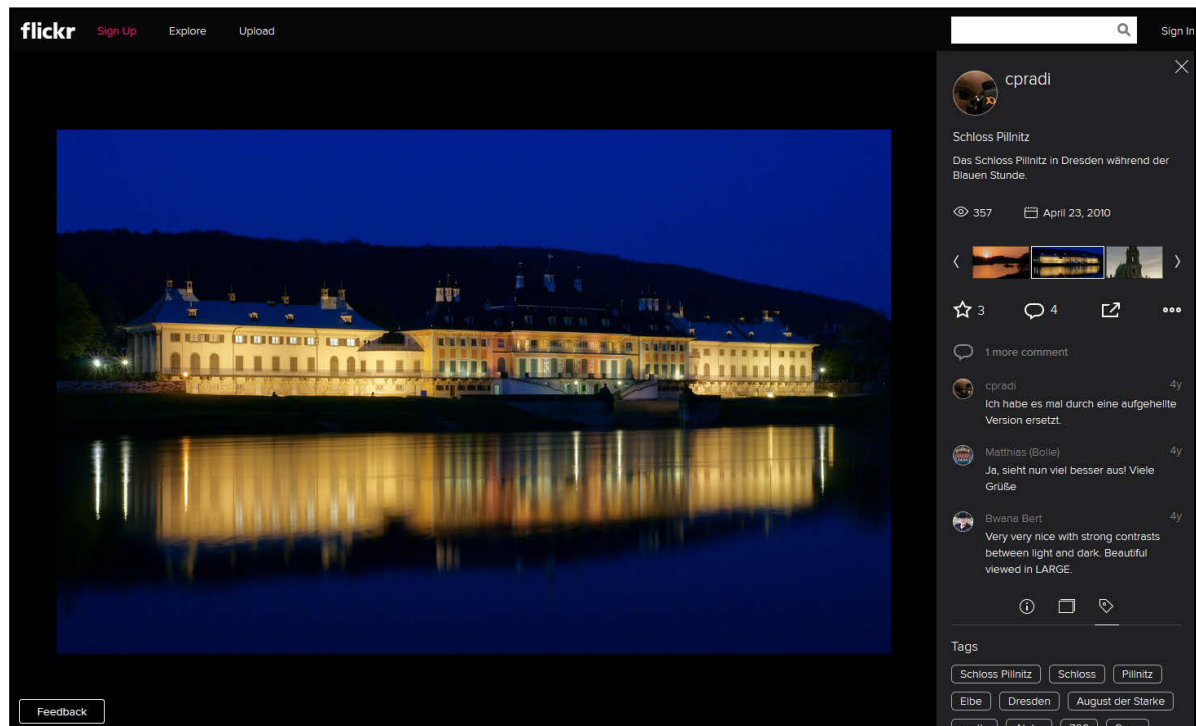 flickr Sign Up Explore Upload Sign In
cpradi
Schloss Pillnitz
Das Schloss Pillnitz in Dresden während der
Blauen Stunde.
357 April 23, 2010
3 4
1 more comment
cpradi 4y
Ich habe es mal durch eine aufgehellte
Version ersetzt.
Matthias (Bolle) 4y
Ja, sieht nun viel besser aus! Viele
Grüße
Bwana Bert 4y
Very very nice with strong contrasts
between light and dark. Beautiful
viewed in LARGE.
Tags
Schloss Pillnitz Schloss Pillnitz
Elbe Dresden August der Starke
Feedback